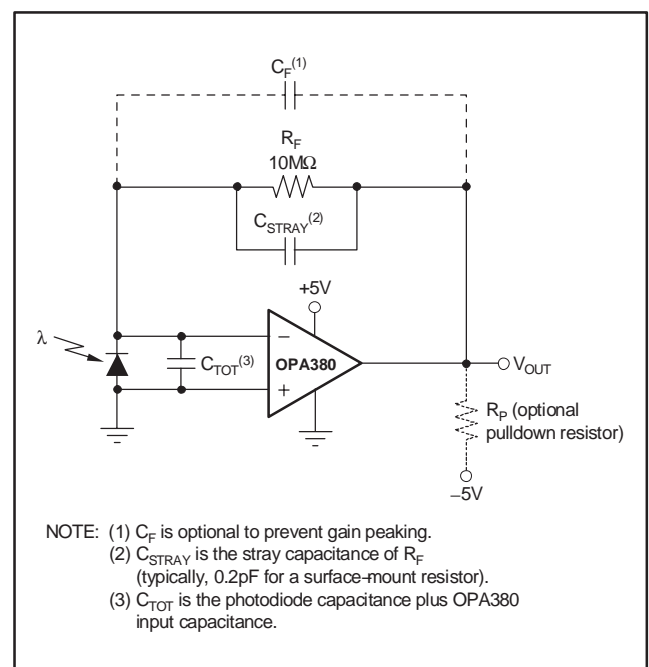 C_F^(1)
R_F
10MΩ
C_STRAY^(2)
+5V
λ
C_TOT^(3)
−
OPA380
+
V_OUT
R_P (optional
pulldown resistor)
−5V
NOTE: (1) C_F is optional to prevent gain peaking.
(2) C_STRAY is the stray capacitance of R_F
(typically, 0.2pF for a surface-mount resistor).
(3) C_TOT is the photodiode capacitance plus OPA380
input capacitance.